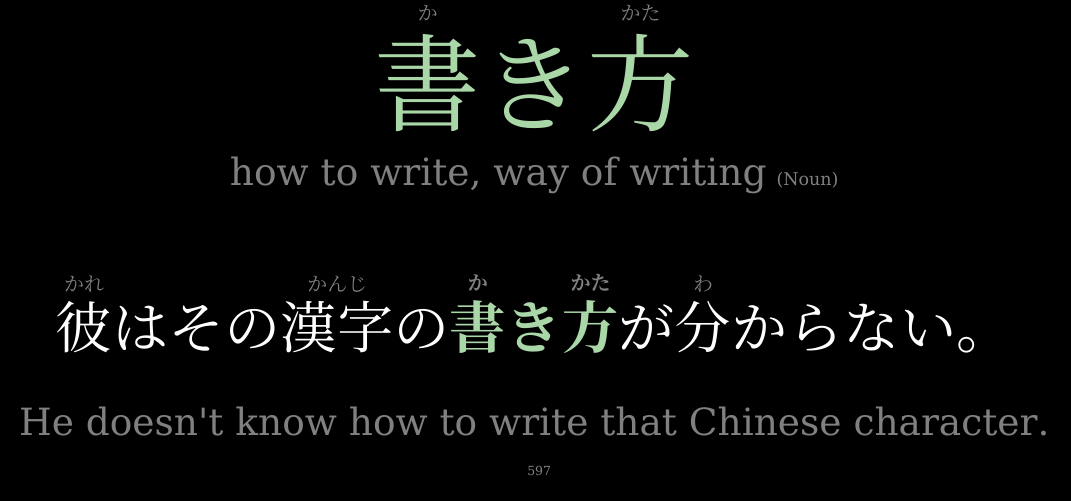 か かた
書き方
how to write, way of writing (Noun)
かれ かんじ か かた わ
彼はその漢字の書き方が分からない。
He doesn't know how to write that Chinese character.
597